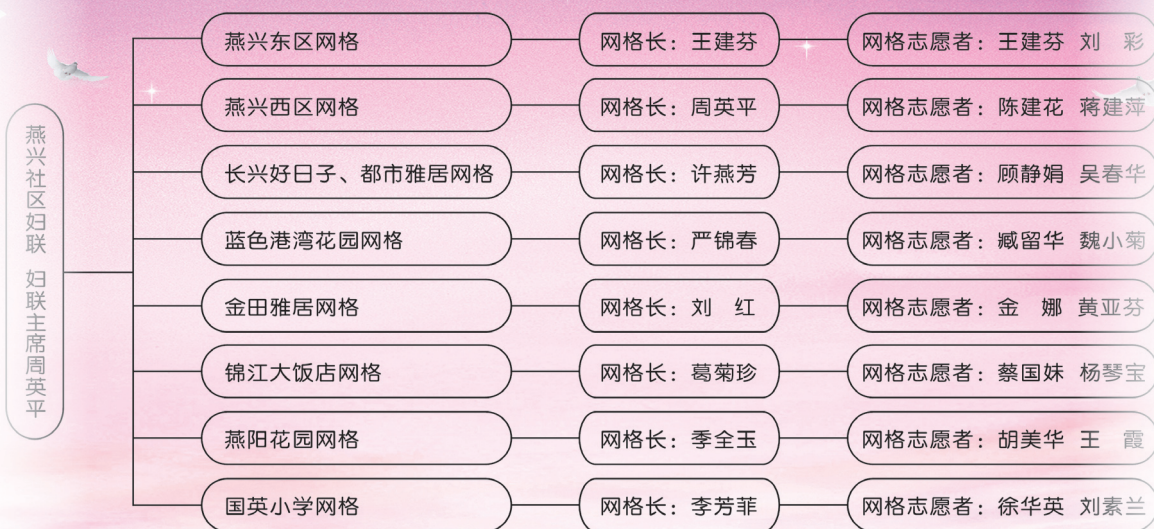 燕兴社区妇联 妇联主席周英平
燕兴东区网格 网格长：王建芬 网格志愿者：王建芬 刘 彩
燕兴西区网格 网格长：周英平 网格志愿者：陈建花 蒋建萍
长兴好日子、都市雅居网格 网格长：许燕芳 网格志愿者：顾静娟 吴春华
蓝色港湾花园网格 网格长：严锦春 网格志愿者：臧留华 魏小菊
金田雅居网格 网格长：刘 红 网格志愿者：金 娜 黄亚芬
锦江大饭店网格 网格长：葛菊珍 网格志愿者：蔡国妹 杨琴宝
燕阳花园网格 网格长：季全玉 网格志愿者：胡美华 王 霞
国英小学网格 网格长：李芳菲 网格志愿者：徐华英 刘素兰